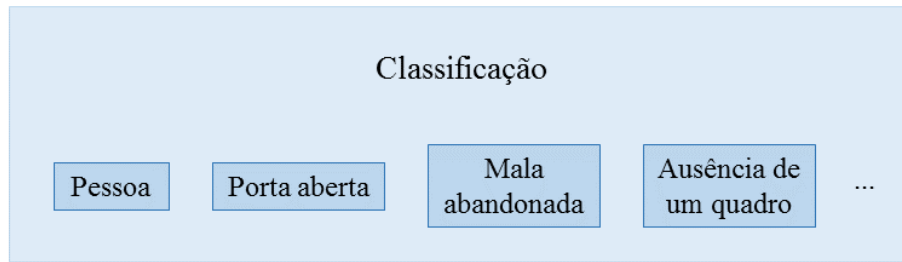 Classificação
Pessoa
Porta aberta
Mala
abandonada
Ausência de
um quadro
...